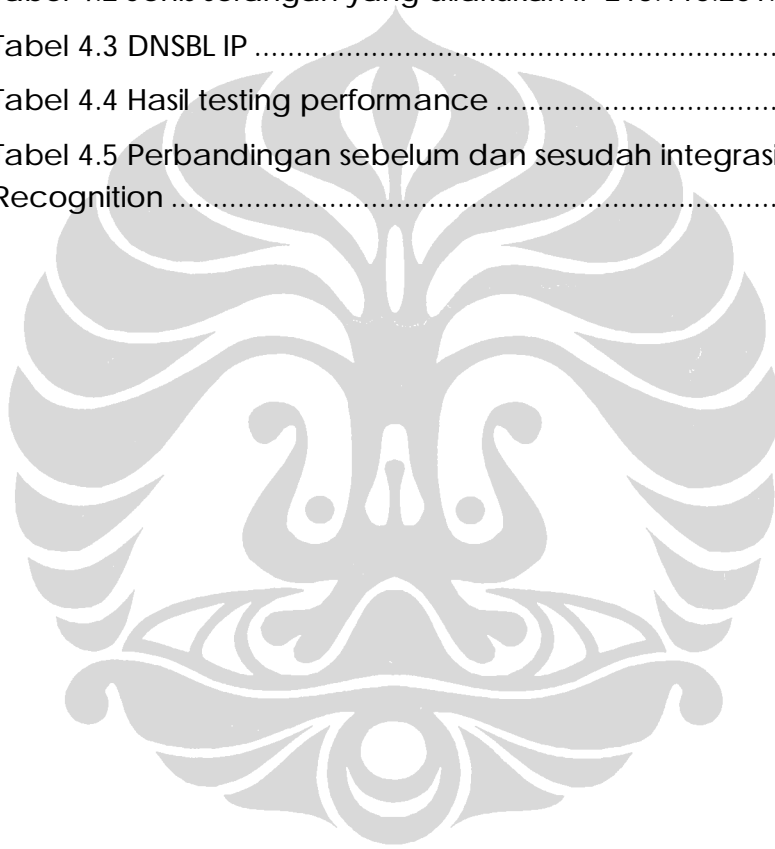 Tabel 4.3 DNSBL IP ................................................................
Tabel 4.4 Hasil testing performance ..................................
Tabel 4.5 Perbandingan sebelum dan sesudah integrasi
Recognition .........................................................................